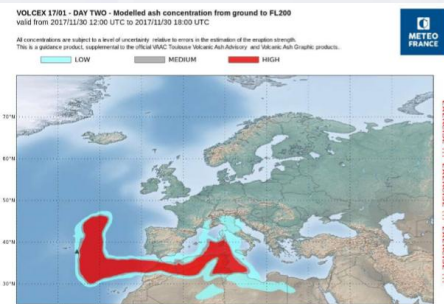 VOLCEX 17/01 - DAY TWO - Modelled ash concentration from ground to FL200
valid from 2017/11/30 12:00 UTC to 2017/11/30 18:00 UTC
All concentrations are subject to a level of uncertainty relative to errors in the estimation of the eruption strength.
This is a guidance product, supplemental to the official VAAC Toulouse Volcanic Ash Advisory and Volcanic Ash Graphic products.
METEO
FRANCE
LOW
MEDIUM
HIGH
70°N
60°N
50°N
40°N
30°N